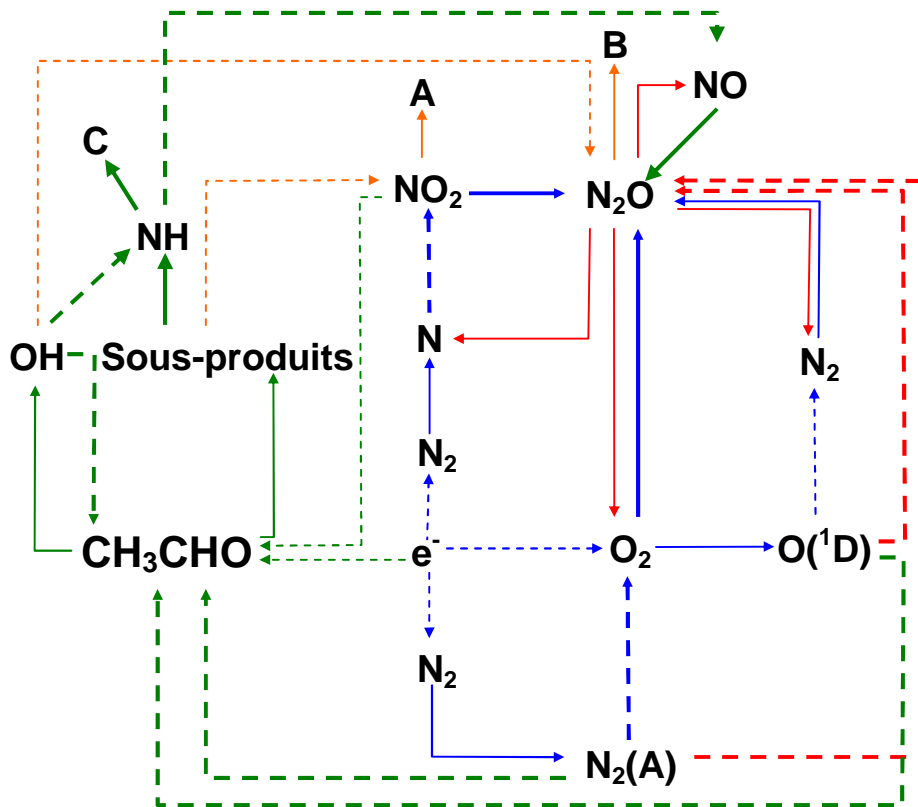 B
A
NO
C
NO₂
N₂O
NH
N
OH
Sous-produits
N₂
N₂
CH₃CHO
e⁻
O₂
O(¹D)
N₂
N₂(A)